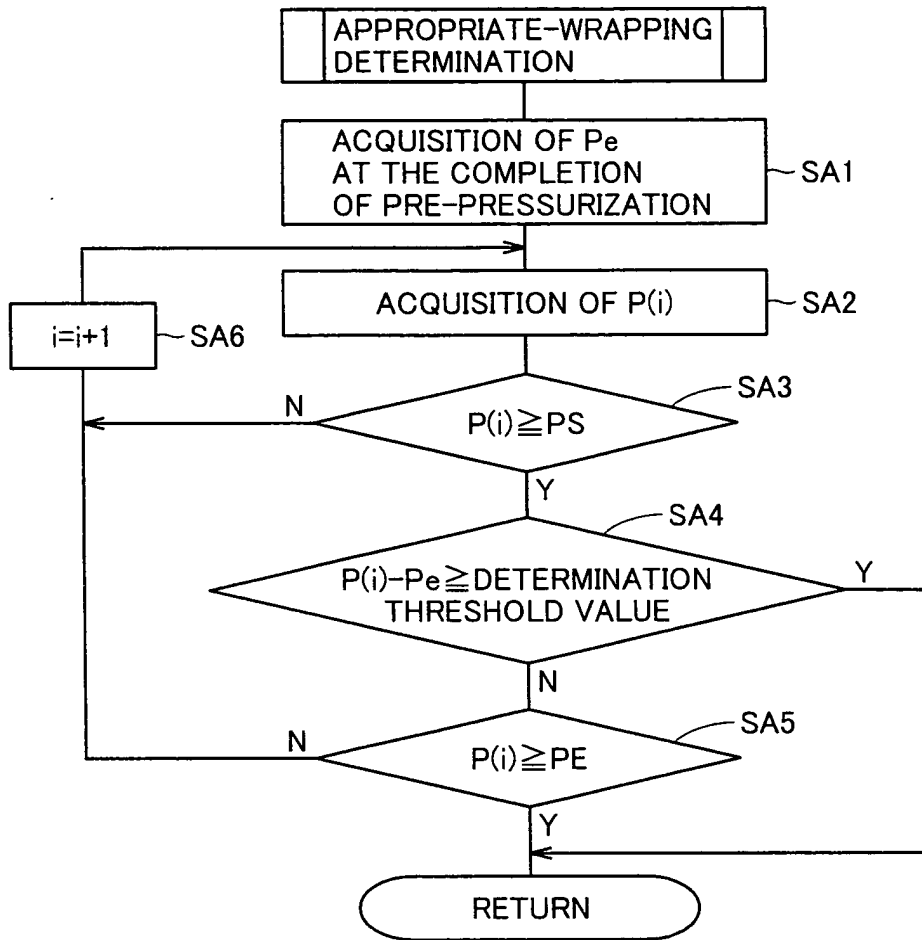 APPROPRIATE-WRAPPING
DETERMINATION
ACQUISITION OF Pe
AT THE COMPLETION
OF PRE-PRESSURIZATION
SA1
ACQUISITION OF P(i)
SA2
i=i+1
SA6
SA3
N
P(i)≧PS
Y
SA4
P(i)-Pe≧DETERMINATION
THRESHOLD VALUE
Y
N
SA5
N
P(i)≧PE
Y
RETURN